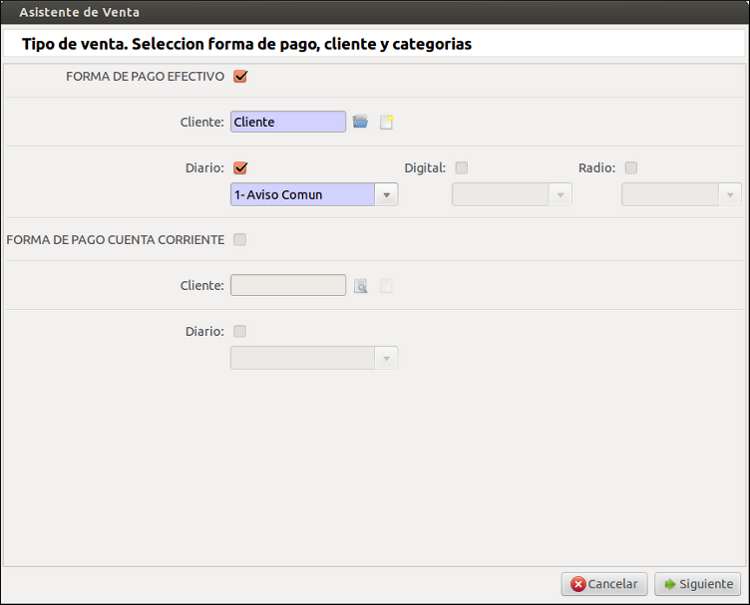 Asistente de Venta
Tipo de venta. Seleccion forma de pago, cliente y categorias
FORMA DE PAGO EFECTIVO
Cliente: Cliente
Diario: Digital: Radio:
1- Aviso Comun
FORMA DE PAGO CUENTA CORRIENTE
Cliente:
Diario:
Cancelar Siguiente